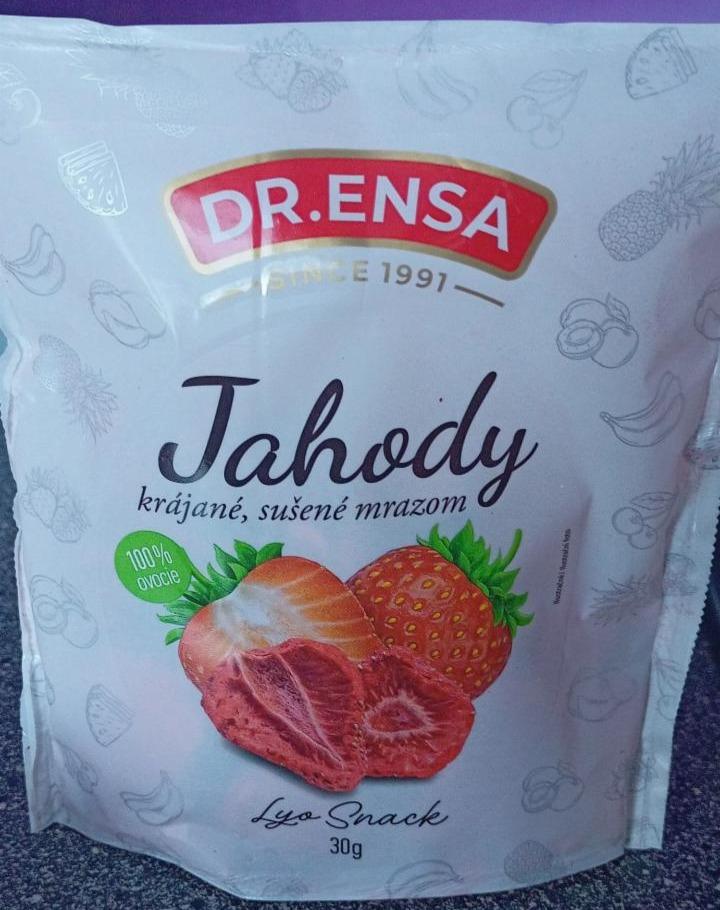 DR.ENSA
SINCE 1991
Jahody
krájané, sušené mrazom
100%
ovocie
Lyo Snack
30g